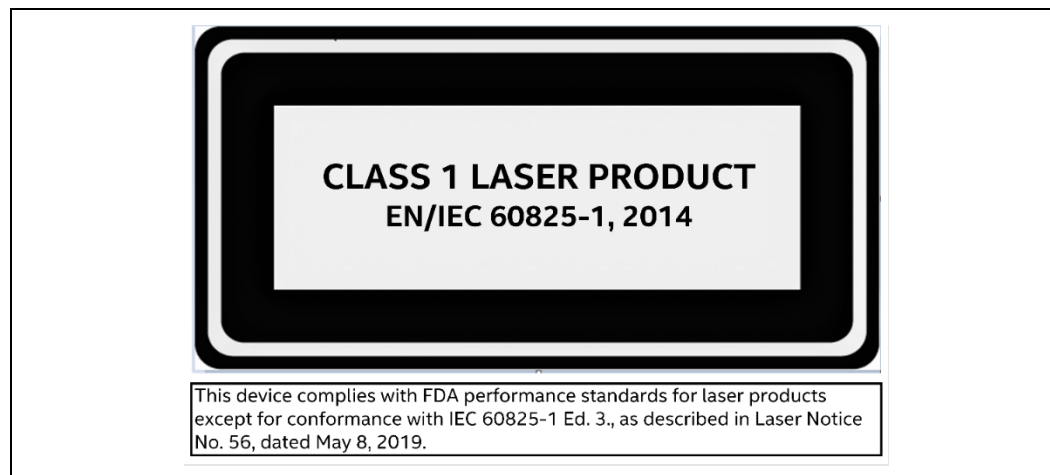 CLASS 1 LASER PRODUCT
EN/IEC 60825-1, 2014
This device complies with FDA performance standards for laser products
except for conformance with IEC 60825-1 Ed. 3., as described in Laser Notice
No. 56, dated May 8, 2019.